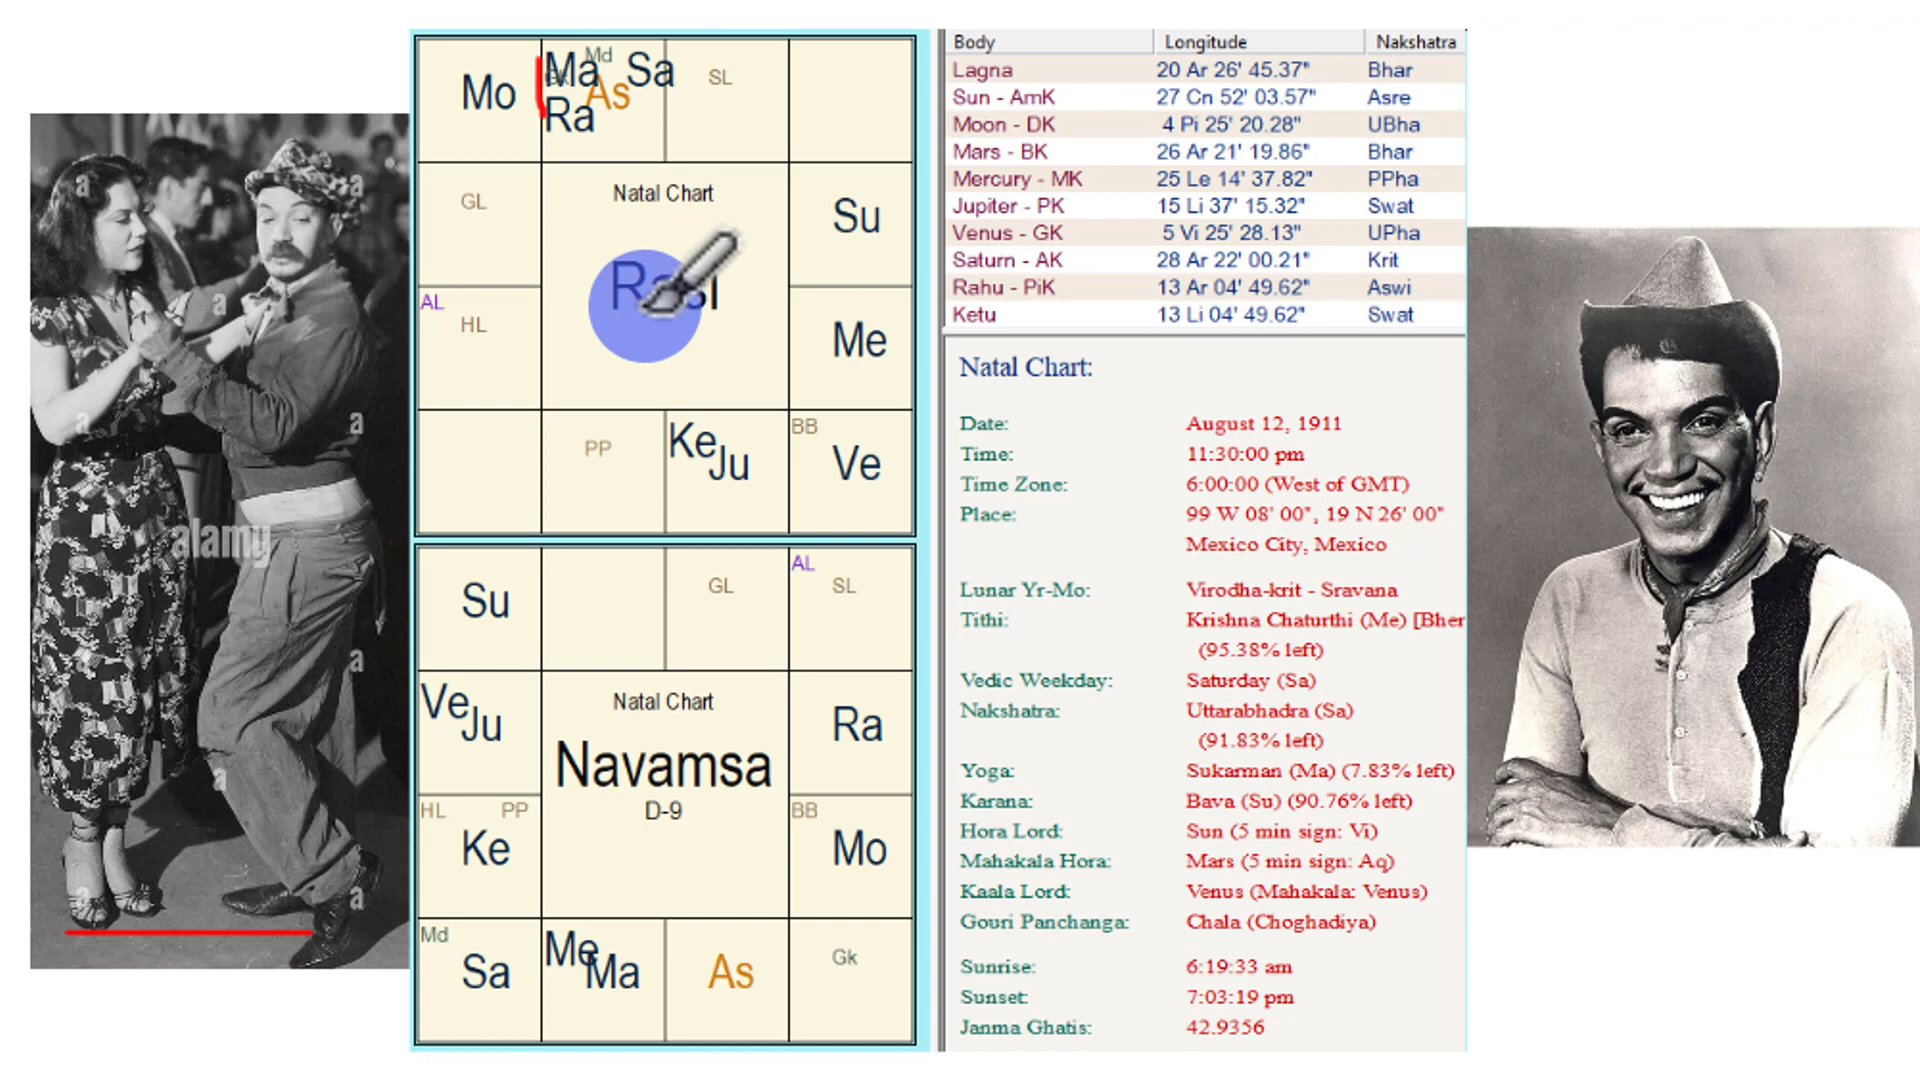 a
a
a
a
a
alamy
a
a
a
a
a
Mo
Md
Ma
Sa
As
Ra
SL
GL
Natal Chart
Su
AL
HL
Me
PP
Ke
Ju
BB
Ve
Su
GL
AL
SL
Ve
Ju
Natal Chart
Navamsa
D-9
Ra
HL
PP
Ke
BB
Mo
Md
Sa
Me
Ma
As
Gk
Body Longitude Nakshatra
Lagna 20 Ar 26' 45.37" Bhar
Sun - AmK 27 Cn 52' 03.57" Asre
Moon - DK 4 Pi 25' 20.28" UBha
Mars - BK 26 Ar 21' 19.86" Bhar
Mercury - MK 25 Le 14' 37.82" PPha
Jupiter - PK 15 Li 37' 15.32" Swat
Venus - GK 5 Vi 25' 28.13" UPha
Saturn - AK 28 Ar 22' 00.21" Krit
Rahu - PiK 13 Ar 04' 49.62" Aswi
Ketu 13 Li 04' 49.62" Swat
Natal Chart:
Date: August 12, 1911
Time: 11:30:00 pm
Time Zone: 6:00:00 (West of GMT)
Place: 99 W 08' 00", 19 N 26' 00"
Mexico City, Mexico
Lunar Yr-Mo: Virodha-krit - Sravana
Tithi: Krishna Chaturthi (Me) [Bher
(95.38% left)
Vedic Weekday: Saturday (Sa)
Nakshatra: Uttarabhadra (Sa)
(91.83% left)
Yoga: Sukarman (Ma) (7.83% left)
Karana: Bava (Su) (90.76% left)
Hora Lord: Sun (5 min sign: Vi)
Mahakala Hora: Mars (5 min sign: Aq)
Kaala Lord: Venus (Mahakala: Venus)
Gouri Panchanga: Chala (Choghadiya)
Sunrise: 6:19:33 am
Sunset: 7:03:19 pm
Janma Ghatis: 42.9356